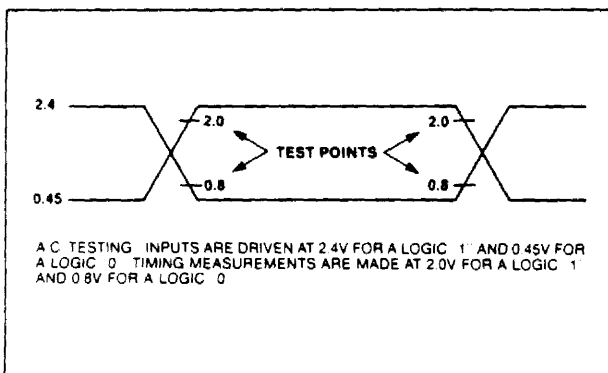 2.4
2.0
2.0
TEST POINTS
0.8
0.8
0.45
A C TESTING INPUTS ARE DRIVEN AT 2.4V FOR A LOGIC 1" AND 0.45V FOR
A LOGIC 0 TIMING MEASUREMENTS ARE MADE AT 2.0V FOR A LOGIC 1"
AND 0 8V FOR A LOGIC 0